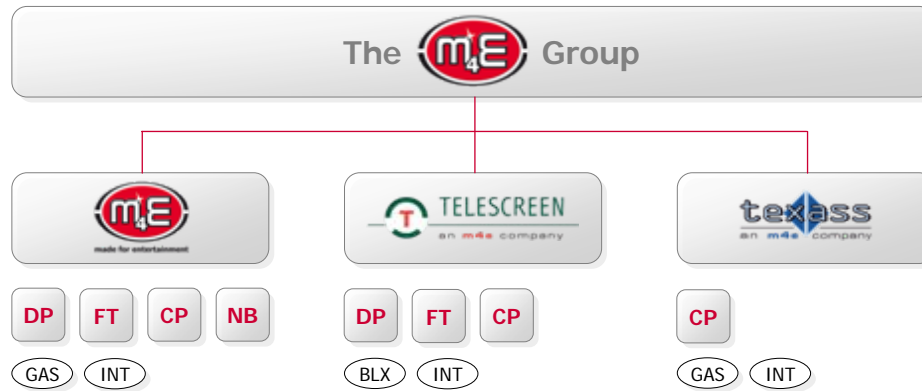 The m4E Group
m4E
made for entertainment
T TELESCREEN
an m4e company
texass
an m4e company
DP FT CP NB
GAS INT
DP FT CP
BLX INT
CP
GAS INT